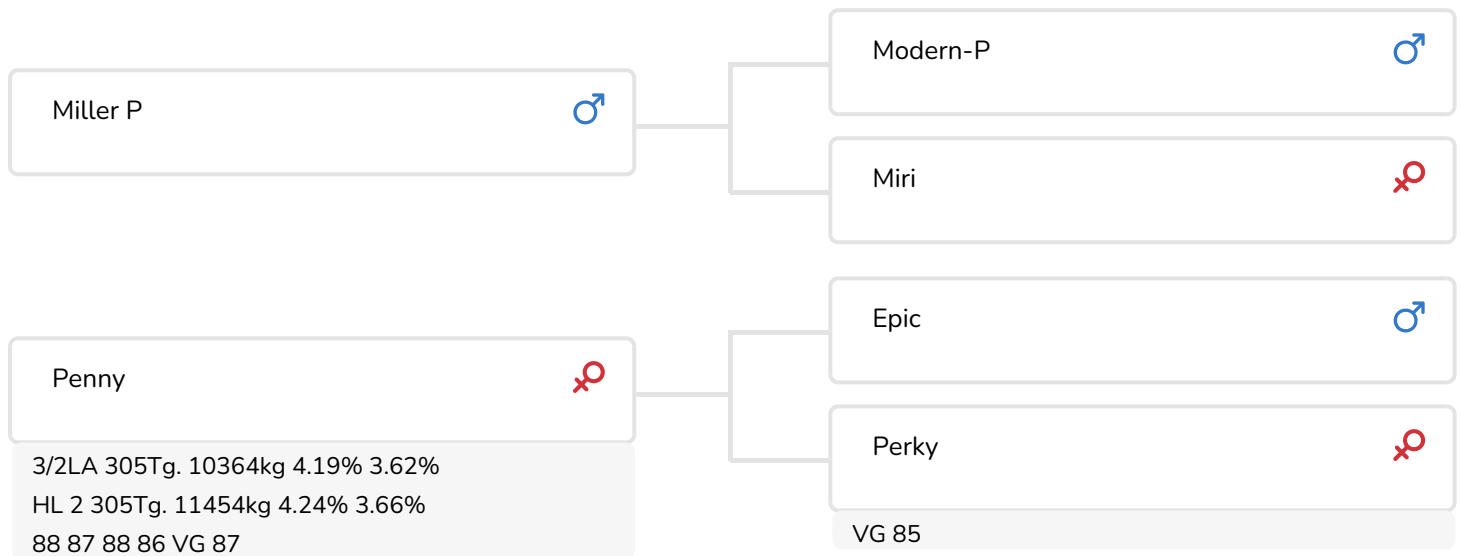 Miller P
Modern-P
Miri
Penny
3/2LA 305Tg. 10364kg 4.19% 3.62%
HL 2 305Tg. 11454kg 4.24% 3.66%
88 87 88 86 VG 87
Epic
Perky
VG 85